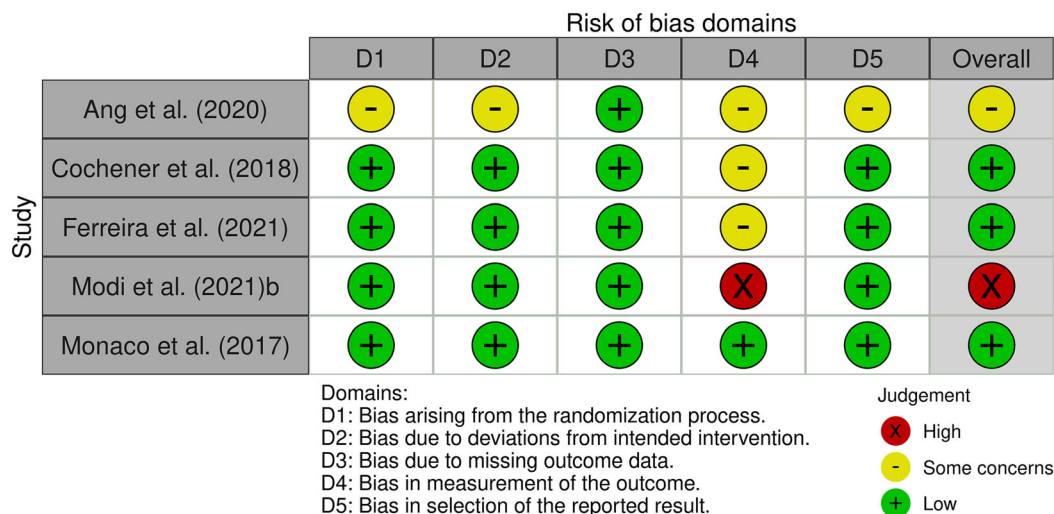 Risk of bias domains
D1 D2 D3 D4 D5 Overall
Study
Ang et al. (2020) - - + - - -
Cochener et al. (2018) + + + - + +
Ferreira et al. (2021) + + + - + +
Modi et al. (2021)b + + + X + X
Monaco et al. (2017) + + + + + +
Domains:
D1: Bias arising from the randomization process.
D2: Bias due to deviations from intended intervention.
D3: Bias due to missing outcome data.
D4: Bias in measurement of the outcome.
D5: Bias in selection of the reported result.
Judgement
X High
- Some concerns
+ Low